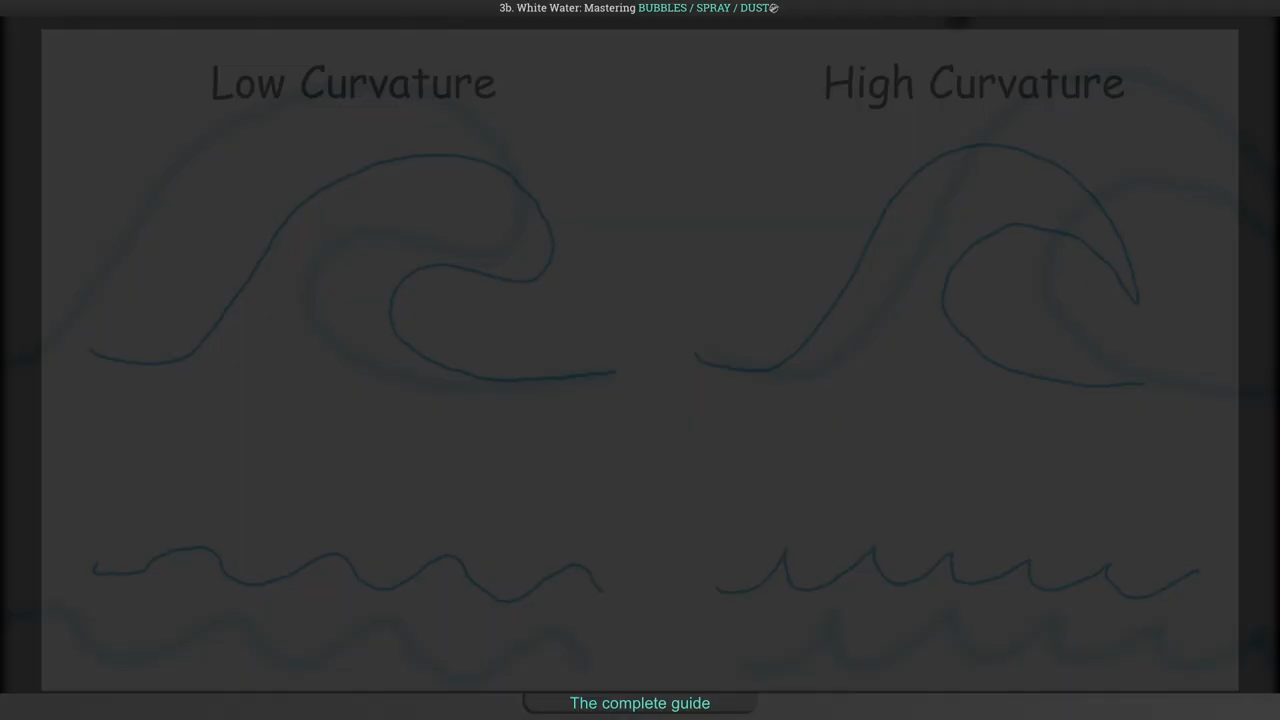 3b. White Water: Mastering BUBBLES / SPRAY / DUST
Low Curvature
High Curvature
The complete guide